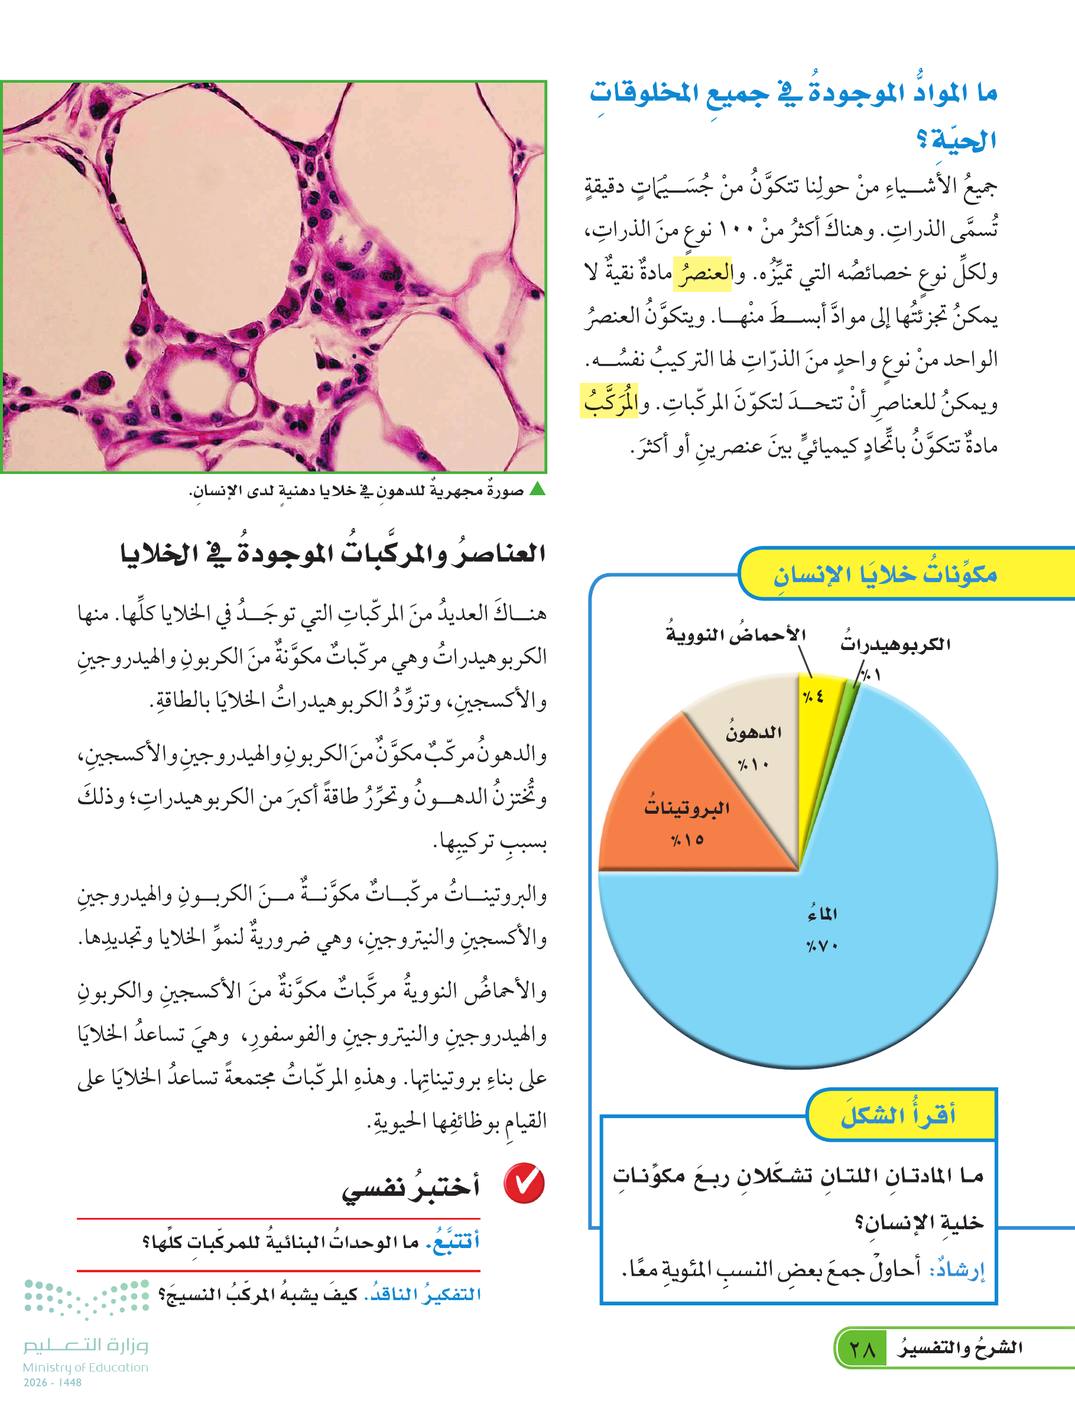 ما الموادُّ الموجودةُ في جميعِ المخلوقاتِ
الحيّةِ؟
جميعُ الأشياءِ منْ حولِنا تتكوَّنُ منْ جُسَيْماتٍ دقيقةٍ
تُسمَّى الذراتِ. وهناكَ أكثرُ منْ ١٠٠ نوعٍ منَ الذراتِ،
ولكلِّ نوعٍ خصائصُه التي تميِّزُه. والعنصرُ مادةٌ نقيةٌ لا
يمكنُ تجزئتُها إلى موادَّ أبسطَ منْها. ويتكوَّنُ العنصرُ
الواحد منْ نوعٍ واحدٍ منَ الذرّاتِ لها التركيبُ نفسُه.
ويمكنُ للعناصرِ أنْ تتحدَ لتكوّنَ المركّباتِ. والمُرَكَّبُ
مادةٌ تتكوَّنُ باتِّحادٍ كيميائيٍّ بينَ عنصرينِ أو أكثرَ.
مكوِّناتُ خلايَا الإنسانِ
الكربوهيدراتُ
١٪
الأحماضُ النوويةُ
٤٪
الدهونُ
١٠٪
البروتيناتُ
١٥٪
الماءُ
٧٠٪
أقرأُ الشكلَ
ما المادتانِ اللتانِ تشكّلانِ ربعَ مكوِّناتِ
خليةِ الإنسانِ؟
إرشادٌ: أحاولُ جمعَ بعضِ النسبِ المئويةِ معًا.
صورةٌ مجهريةٌ للدهونِ في خلايا دهنيةٍ لدى الإنسانِ.
العناصرُ والمركَّباتُ الموجودةُ في الخلايا
هناكَ العديدُ منَ المركّباتِ التي توجَدُ في الخلايا كلِّها. منها
الكربوهيدراتُ وهي مركّباتٌ مكوَّنةٌ منَ الكربونِ والهيدروجينِ
والأكسجينِ، وتزوِّدُ الكربوهيدراتُ الخلايَا بالطاقةِ.
والدهونُ مركّبٌ مكوَّنٌ منَ الكربونِ والهيدروجينِ والأكسجينِ،
وتُختزنُ الدهونُ وتحرِّرُ طاقةً أكبرَ من الكربوهيدراتِ؛ وذلكَ
بسببِ تركيبِها.
والبروتيناتُ مركّباتٌ مكوَّنةٌ منَ الكربونِ والهيدروجينِ
والأكسجينِ والنيتروجينِ، وهي ضروريةٌ لنموِّ الخلايا وتجديدِها.
والأحماضُ النوويةُ مركَّباتٌ مكوَّنةٌ منَ الأكسجينِ والكربونِ
والهيدروجينِ والنيتروجينِ والفوسفورِ، وهيَ تساعدُ الخلايَا
على بناءِ بروتيناتِها. وهذهِ المركّباتُ مجتمعةً تساعدُ الخلايَا على
القيامِ بوظائفِها الحيويةِ.
أختبرُ نفسي
أتتبَّعُ. ما الوحداتُ البنائيةُ للمركّباتِ كلِّها؟
التفكيرُ الناقدُ. كيفَ يشبهُ المركّبُ النسيجَ؟
وزارة التعليم
Ministry of Education
2026 - 1448
الشرحُ والتفسيرُ ٢٨